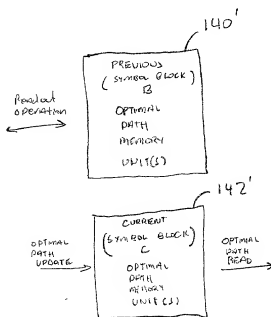 140'
PREVIOUS
(SYMBOL BLOCK)
B
OPTIMAL
PATH
MEMORY
UNIT(S)
Readout
OPERATION
142'
CURRENT
(SYMBOL BLOCK)
C
OPTIMAL
PATH
MEMORY
UNIT(S)
OPTIMAL
PATH
UPDATE
OPTIMAL
PATH
READ